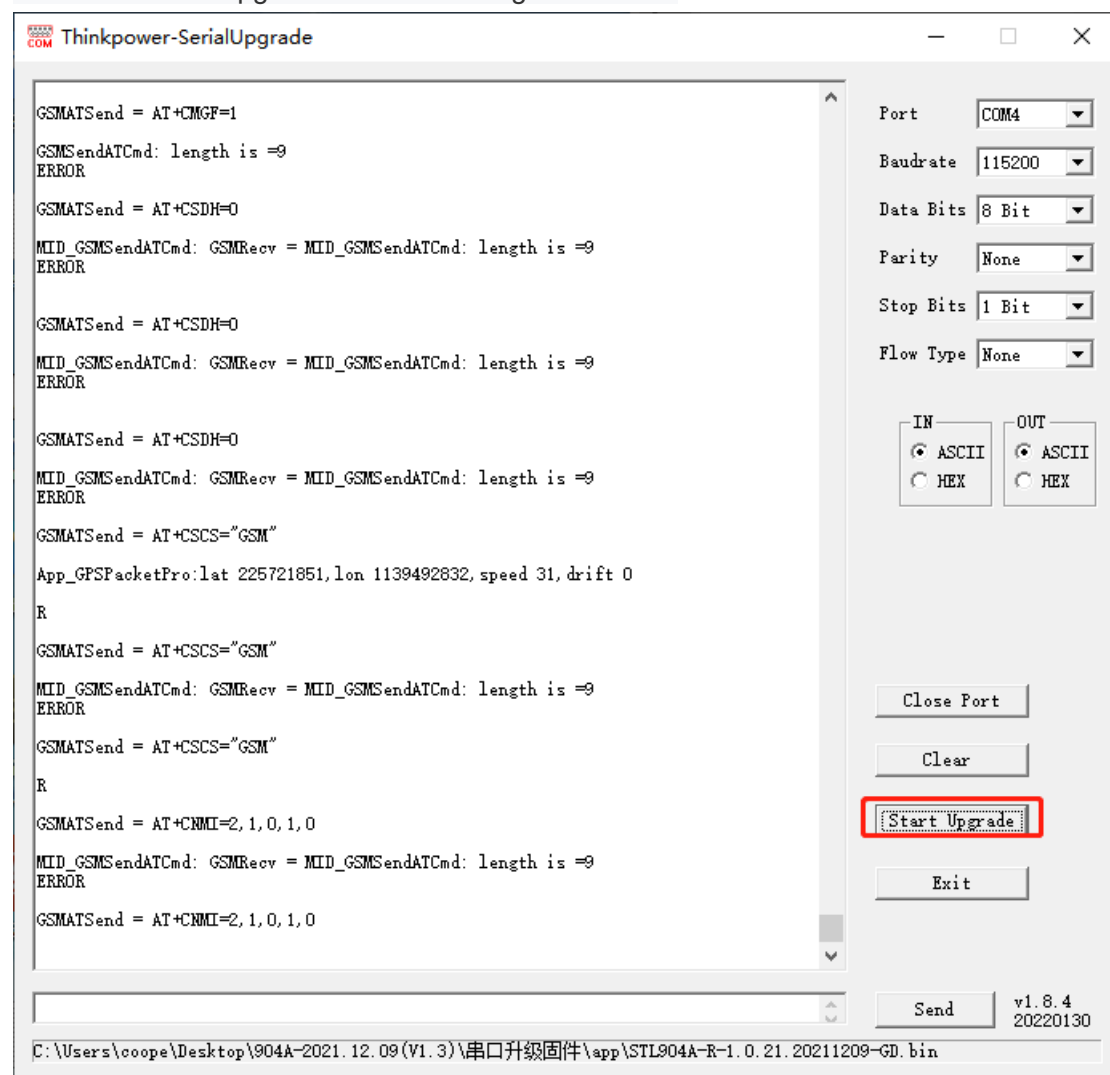 COM Thinkpower-SerialUpgrade
GSMATSend = AT+CMGF=1
GSMSendATCmd: length is =9
ERROR
GSMATSend = AT+CSDH=0
MID_GSMSendATCmd: GSMRecv = MID_GSMSendATCmd: length is =9
ERROR
GSMATSend = AT+CSDH=0
MID_GSMSendATCmd: GSMRecv = MID_GSMSendATCmd: length is =9
ERROR
GSMATSend = AT+CSDH=0
MID_GSMSendATCmd: GSMRecv = MID_GSMSendATCmd: length is =9
ERROR
GSMATSend = AT+CSCS="GSM"
App_GPSPacketPro:lat 225721851,lon 1139492832,speed 31,drift 0
R
GSMATSend = AT+CSCS="GSM"
MID_GSMSendATCmd: GSMRecv = MID_GSMSendATCmd: length is =9
ERROR
GSMATSend = AT+CSCS="GSM"
R
GSMATSend = AT+CNMI=2,1,0,1,0
MID_GSMSendATCmd: GSMRecv = MID_GSMSendATCmd: length is =9
ERROR
GSMATSend = AT+CNMI=2,1,0,1,0
Port COM4
Baudrate 115200
Data Bits 8 Bit
Parity None
Stop Bits 1 Bit
Flow Type None
IN OUT
ASCII ASCII
HEX HEX
Close Port
Clear
Start Upgrade
Exit
Send
v1.8.4
20220130
C:\Users\coope\Desktop\904A-2021.12.09(V1.3)\串口升级固件\app\STL904A-R-1.0.21.20211209-GD.bin